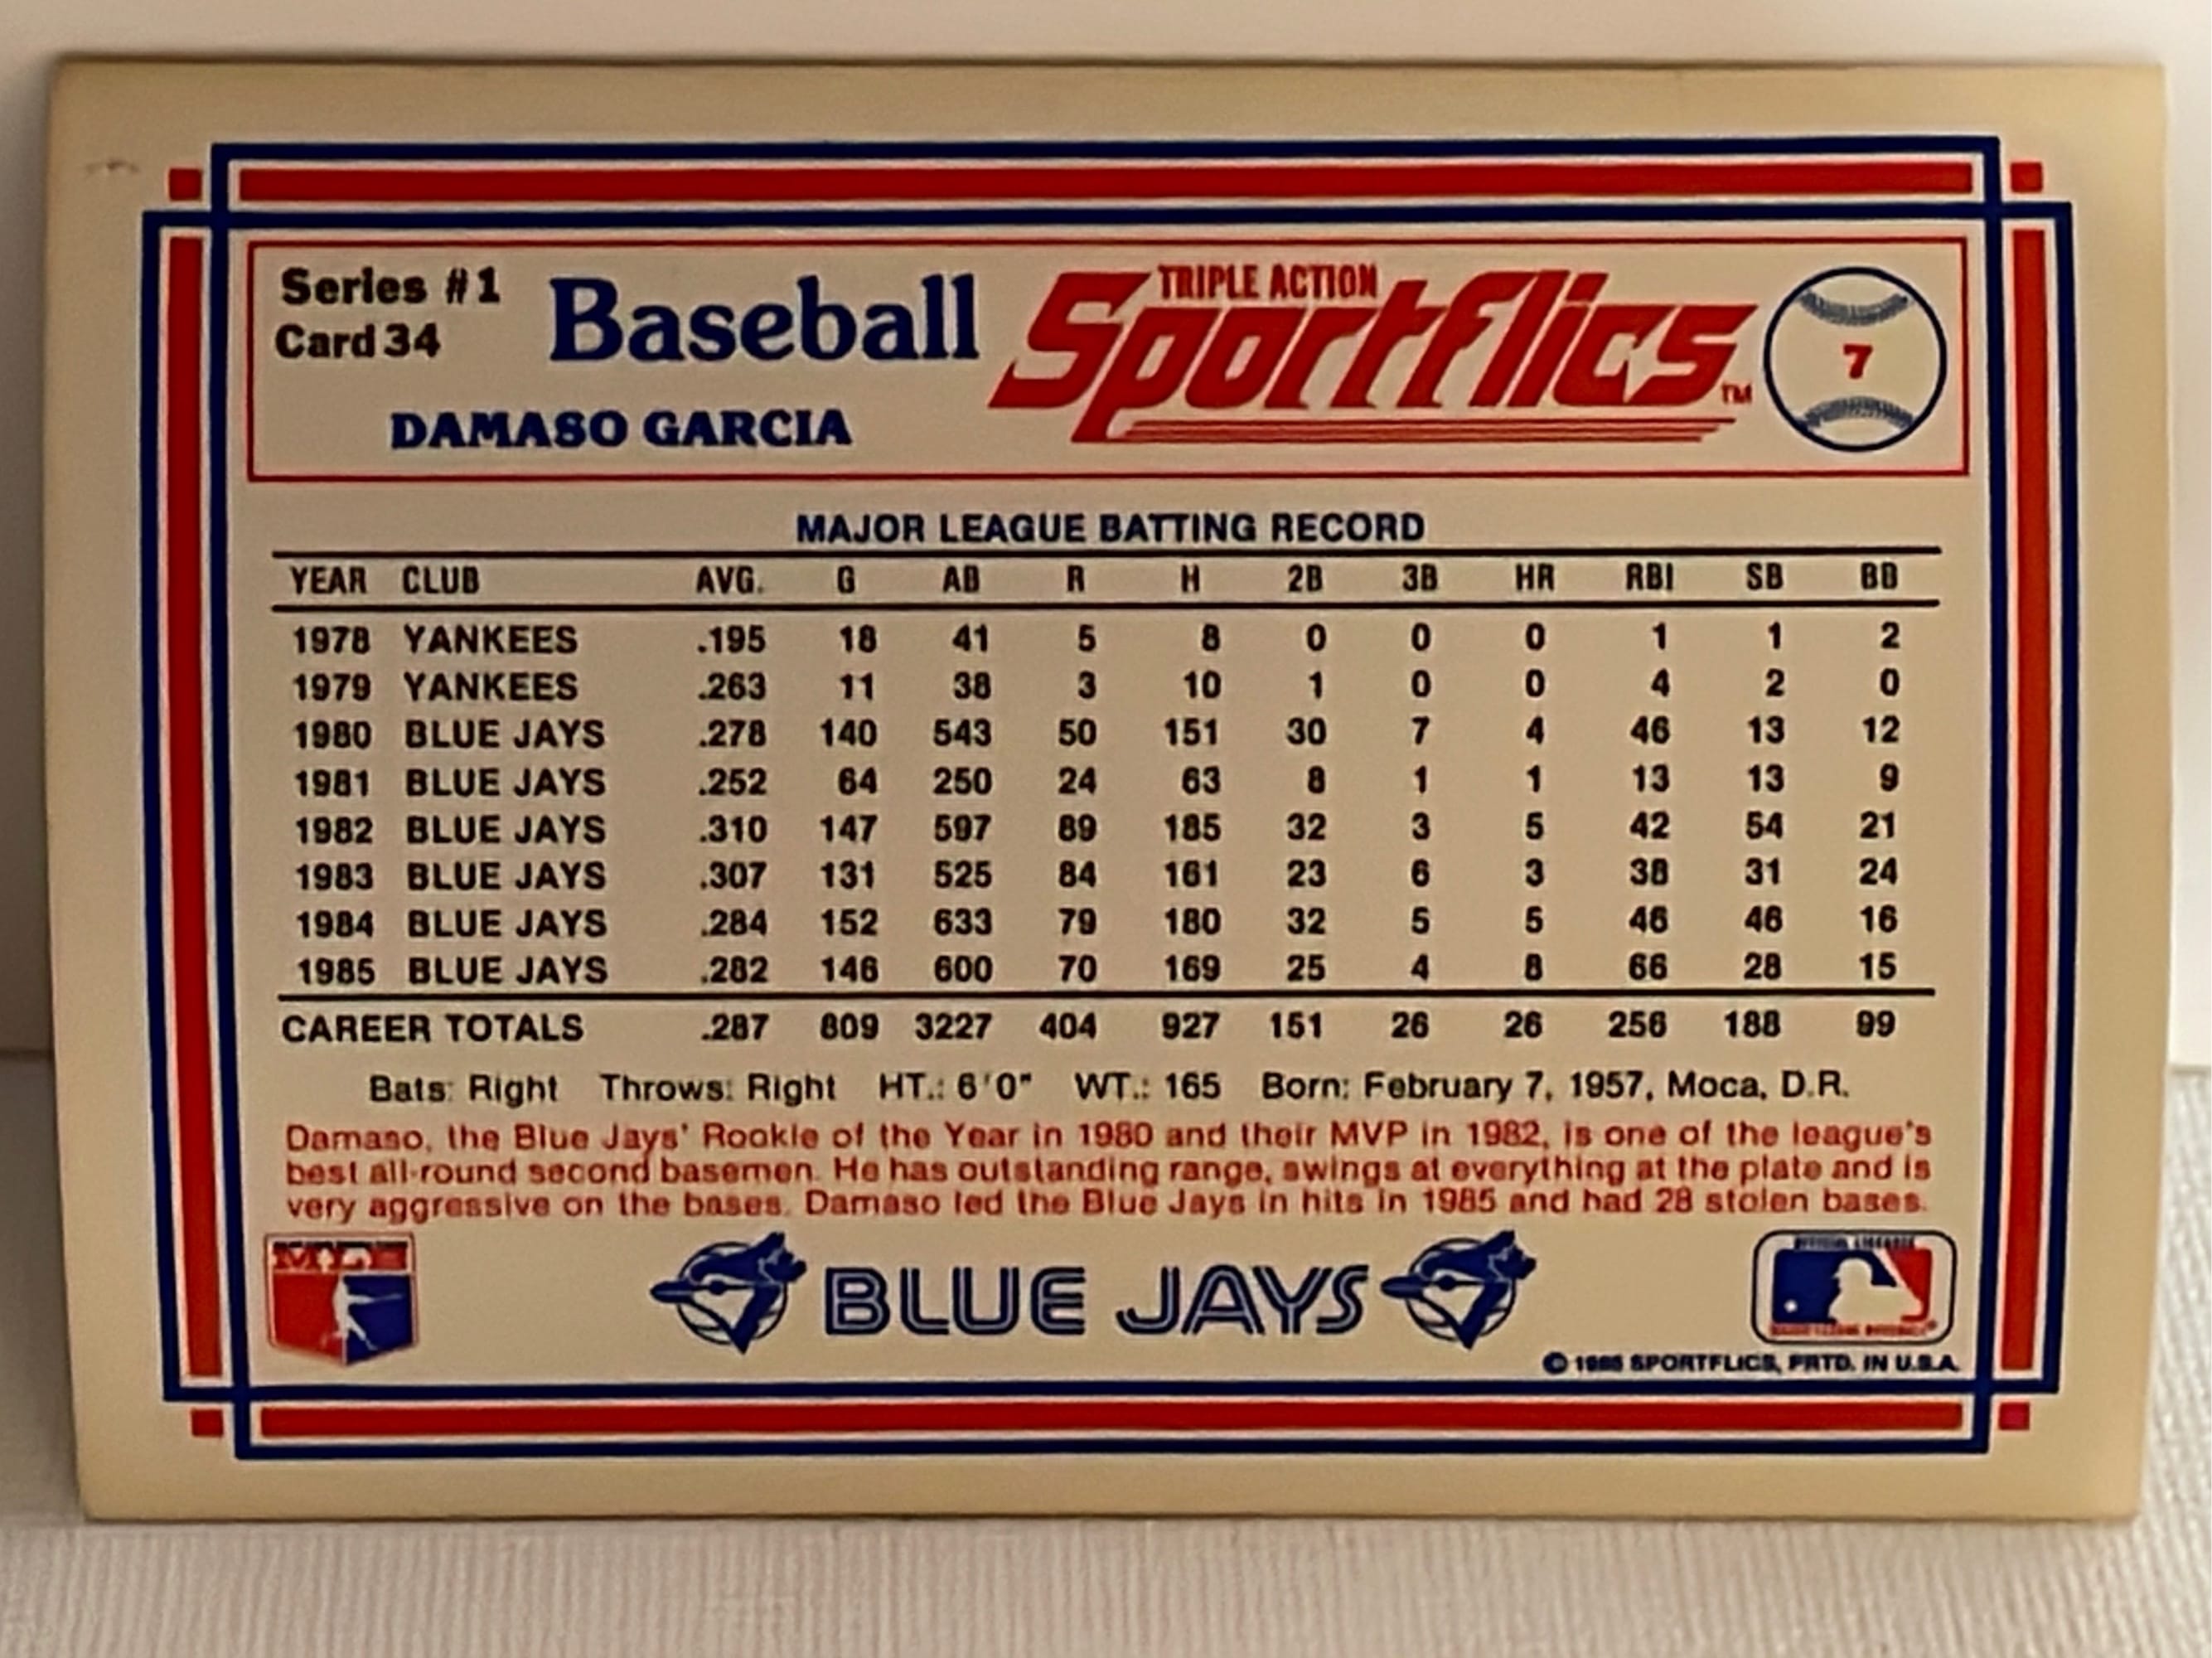 Series #1
Card 34
Baseball
TRIPLE ACTION
Sportflics TM
7
DAMASO GARCIA
MAJOR LEAGUE BATTING RECORD
YEAR CLUB AVG. G AB R H 2B 3B HR RBI SB BB
1978 YANKEES .195 18 41 5 8 0 0 0 1 1 2
1979 YANKEES .263 11 38 3 10 1 0 0 4 2 0
1980 BLUE JAYS .278 140 543 50 151 30 7 4 46 13 12
1981 BLUE JAYS .252 64 250 24 63 8 1 1 13 13 9
1982 BLUE JAYS .310 147 597 89 185 32 3 5 42 54 21
1983 BLUE JAYS .307 131 525 84 161 23 6 3 38 31 24
1984 BLUE JAYS .284 152 633 79 180 32 5 5 46 46 16
1985 BLUE JAYS .282 146 600 70 169 25 4 8 66 28 15
CAREER TOTALS .287 809 3227 404 927 151 26 26 256 188 99
Bats: Right Throws: Right HT.: 6'0" WT.: 165 Born: February 7, 1957, Moca, D.R.
Damaso, the Blue Jays' Rookie of the Year in 1980 and their MVP in 1982, is one of the league's
best all-round second basemen. He has outstanding range, swings at everything at the plate and is
very aggressive on the bases. Damaso led the Blue Jays in hits in 1985 and had 28 stolen bases.
BLUE JAYS
© SPORTFLICS, PRTD. IN U.S.A.